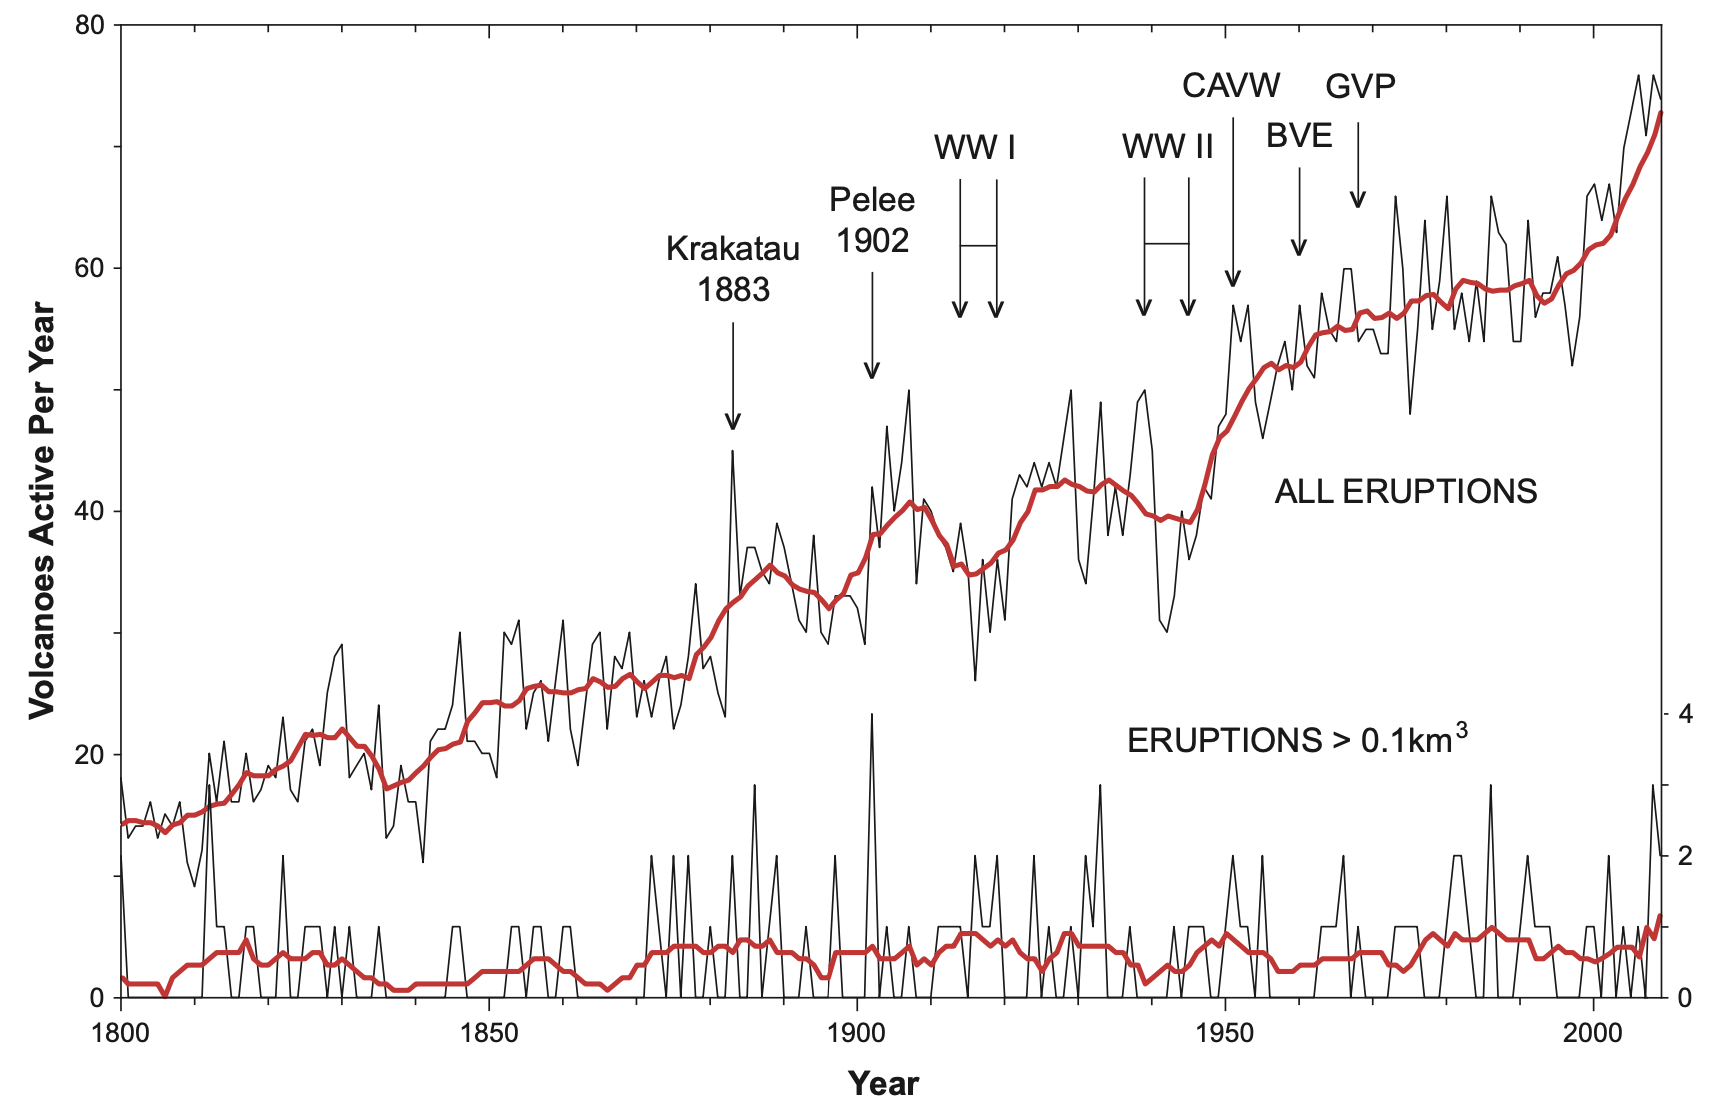 80
60
40
20
0
Volcanoes Active Per Year
Krakatau
1883
Pelee
1902
WW I
WW II
CAVW
BVE
GVP
ALL ERUPTIONS
ERUPTIONS > 0.1km³
4
2
0
1800
1850
1900
1950
2000
Year